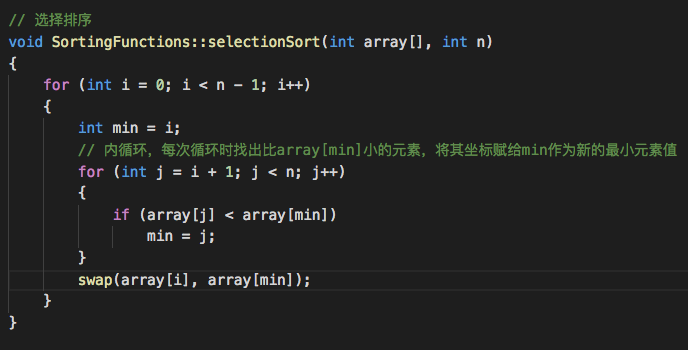 // 选择排序
void SortingFunctions::selectionSort(int array[], int n)
{
    for (int i = 0; i < n - 1; i++)
    {
        int min = i;
        // 内循环，每次循环时找出比array[min]小的元素，将其坐标赋给min作为新的最小元素值
        for (int j = i + 1; j < n; j++)
        {
            if (array[j] < array[min])
                min = j;
        }
        swap(array[i], array[min]);
    }
}